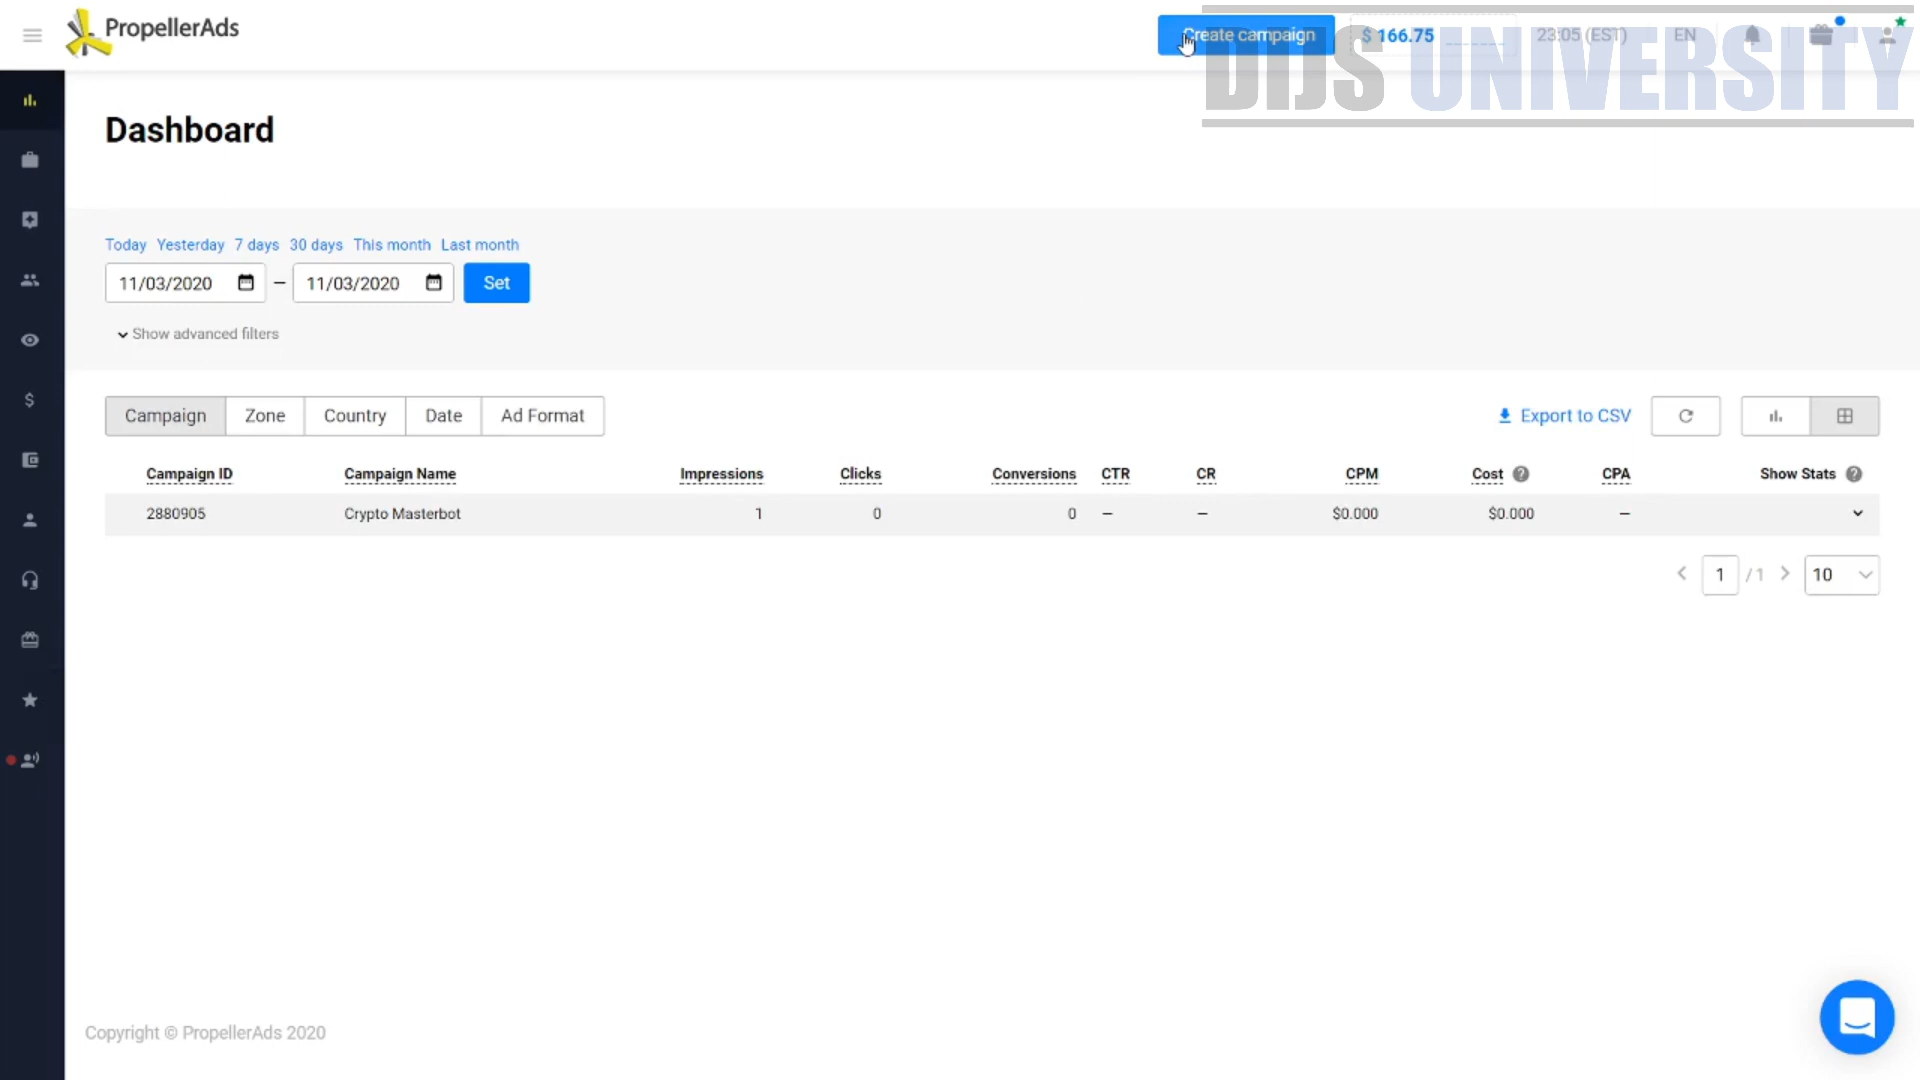 PropellerAds
Create campaign
$ 166.75
23:05 (EST)
EN
DIJS UNIVERSITY
Dashboard
Today Yesterday 7 days 30 days This month Last month
11/03/2020 – 11/03/2020 Set
Show advanced filters
Campaign Zone Country Date Ad Format Export to CSV
Campaign ID Campaign Name Impressions Clicks Conversions CTR CR CPM Cost ? CPA Show Stats ?
2880905 Crypto Masterbot 1 0 0 – – $0.000 $0.000 –
1 / 1 10
Copyright © PropellerAds 2020